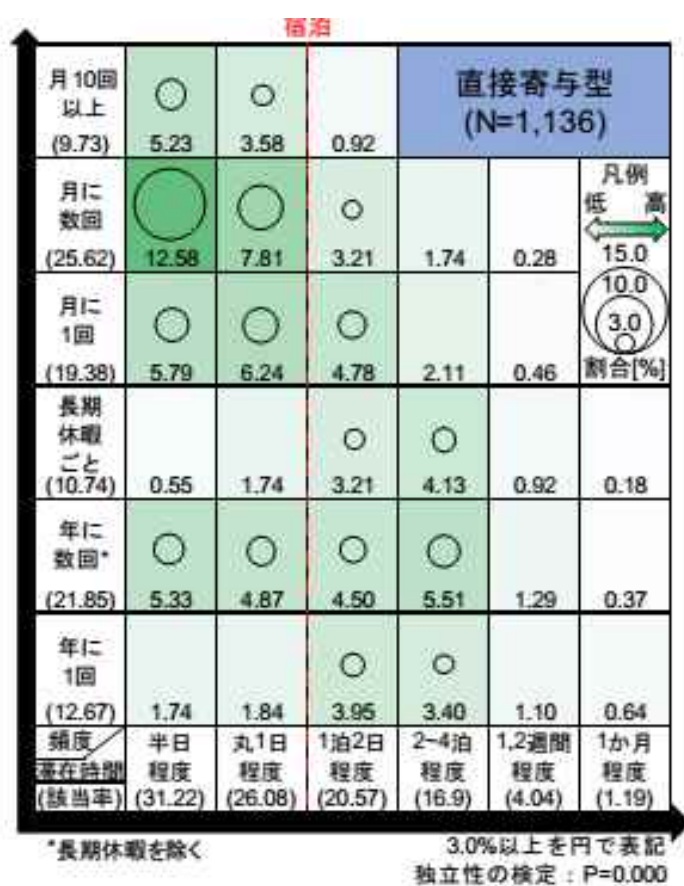 宿泊
月10回
以上
(9.73) 5.23 3.58 0.92
直接寄与型
(N=1,136)
月に
数回
(25.62) 12.58 7.81 3.21 1.74 0.28
凡例
低 高
15.0
10.0
3.0
割合[%]
月に
1回
(19.38) 5.79 6.24 4.78 2.11 0.46
長期
休暇
ごと
(10.74) 0.55 1.74 3.21 4.13 0.92 0.18
年に
数回*
(21.85) 5.33 4.87 4.50 5.51 1.29 0.37
年に
1回
(12.67) 1.74 1.84 3.95 3.40 1.10 0.64
頻度 半日 丸1日 1泊2日 2~4泊 1,2週間 1か月
滞在時間 程度 程度 程度 程度 程度 程度
(該当率) (31.22) (26.08) (20.57) (16.9) (4.04) (1.19)
*長期休暇を除く
3.0%以上を円で表記
独立性の検定:P=0.000